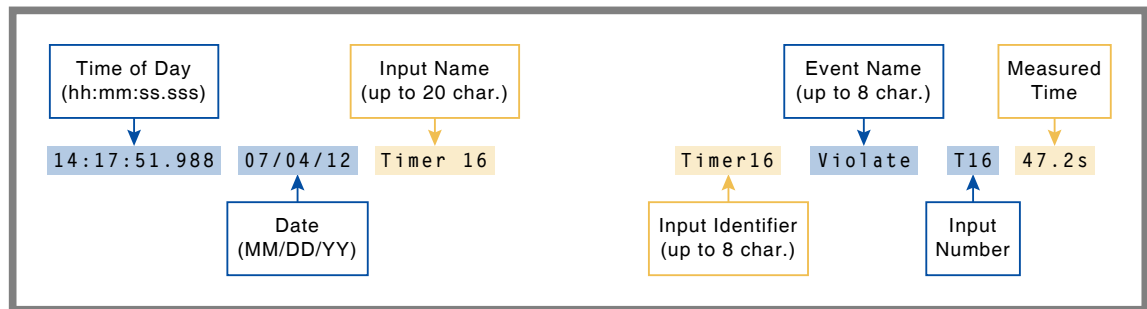 Time of Day
(hh:mm:ss.sss)
Input Name
(up to 20 char.)
Event Name
(up to 8 char.)
Measured
Time
14:17:51.988 07/04/12 Timer 16 Timer16 Violate T16 47.2s
Date
(MM/DD/YY)
Input Identifier
(up to 8 char.)
Input
Number